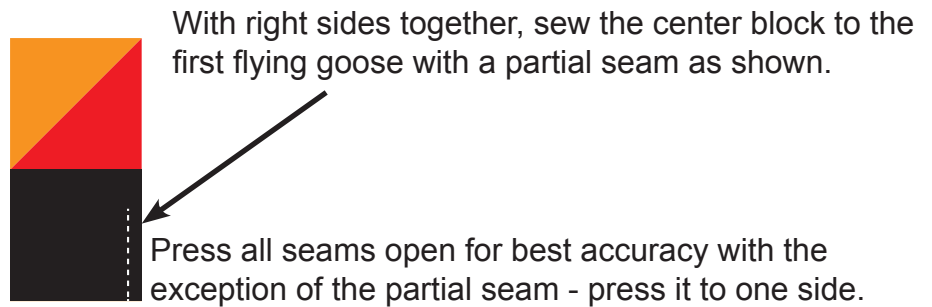 With right sides together, sew the center block to the
first flying goose with a partial seam as shown.
Press all seams open for best accuracy with the
exception of the partial seam - press it to one side.